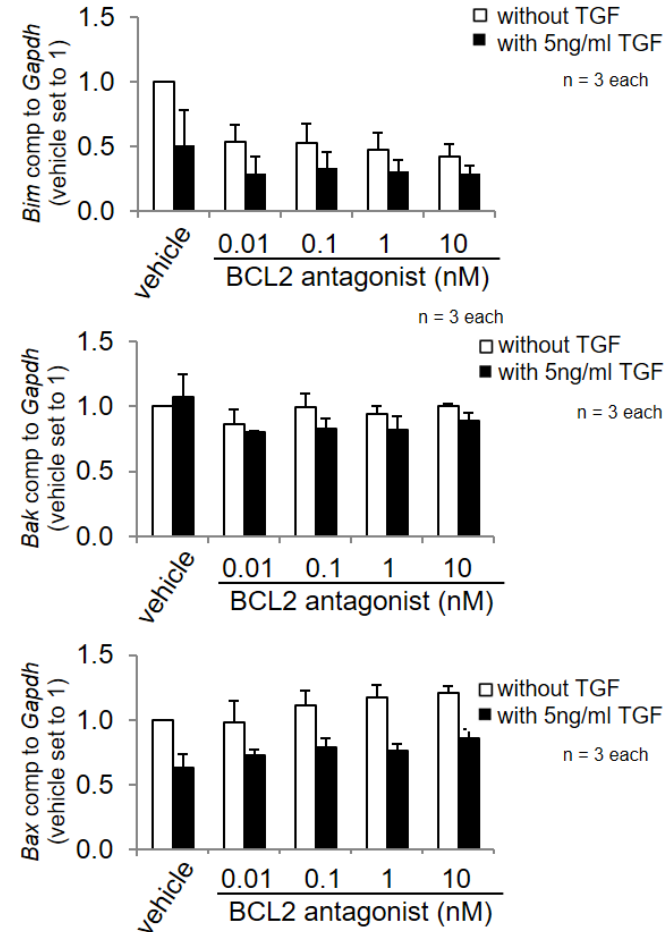 1.5
1.0
0.5
0.0
Bim comp to Gapdh
(vehicle set to 1)
without TGF
with 5ng/ml TGF
n = 3 each
vehicle
0.01 0.1 1 10
BCL2 antagonist (nM)
n = 3 each
1.5
1.0
0.5
0.0
Bak comp to Gapdh
(vehicle set to 1)
without TGF
with 5ng/ml TGF
n = 3 each
vehicle
0.01 0.1 1 10
BCL2 antagonist (nM)
1.5
1.0
0.5
0.0
Bax comp to Gapdh
(vehicle set to 1)
without TGF
with 5ng/ml TGF
n = 3 each
vehicle
0.01 0.1 1 10
BCL2 antagonist (nM)